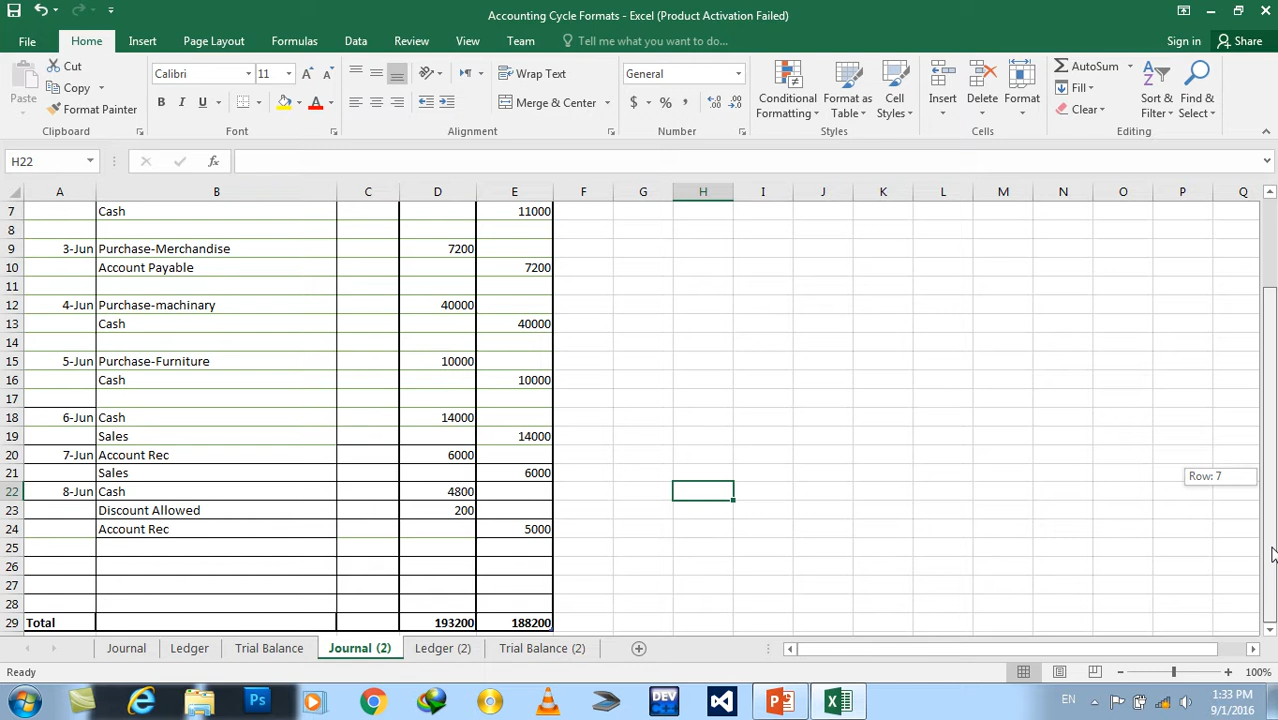 Accounting Cycle Formats - Excel (Product Activation Failed)
File Home Insert Page Layout Formulas Data Review View Team Tell me what you want to do... Sign in Share
Paste Cut Copy Format Painter Clipboard
Calibri 11 B I U A Font
Wrap Text Merge & Center Alignment
General $ % , Number
Conditional Formatting Format as Table Cell Styles Styles
Insert Delete Format Cells
AutoSum Fill Clear Sort & Filter Find & Select Editing
H22 fx
A B C D E F G H I J K L M N O P Q
7 Cash 11000
8
9 3-Jun Purchase-Merchandise 7200
10 Account Payable 7200
11
12 4-Jun Purchase-machinary 40000
13 Cash 40000
14
15 5-Jun Purchase-Furniture 10000
16 Cash 10000
17
18 6-Jun Cash 14000
19 Sales 14000
20 7-Jun Account Rec 6000
21 Sales 6000
Row: 7
22 8-Jun Cash 4800
23 Discount Allowed 200
24 Account Rec 5000
25
26
27
28
29 Total 193200 188200
Journal Ledger Trial Balance Journal (2) Ledger (2) Trial Balance (2)
Ready 100%
Ps DEV C++ EN 1:33 PM
9/1/2016